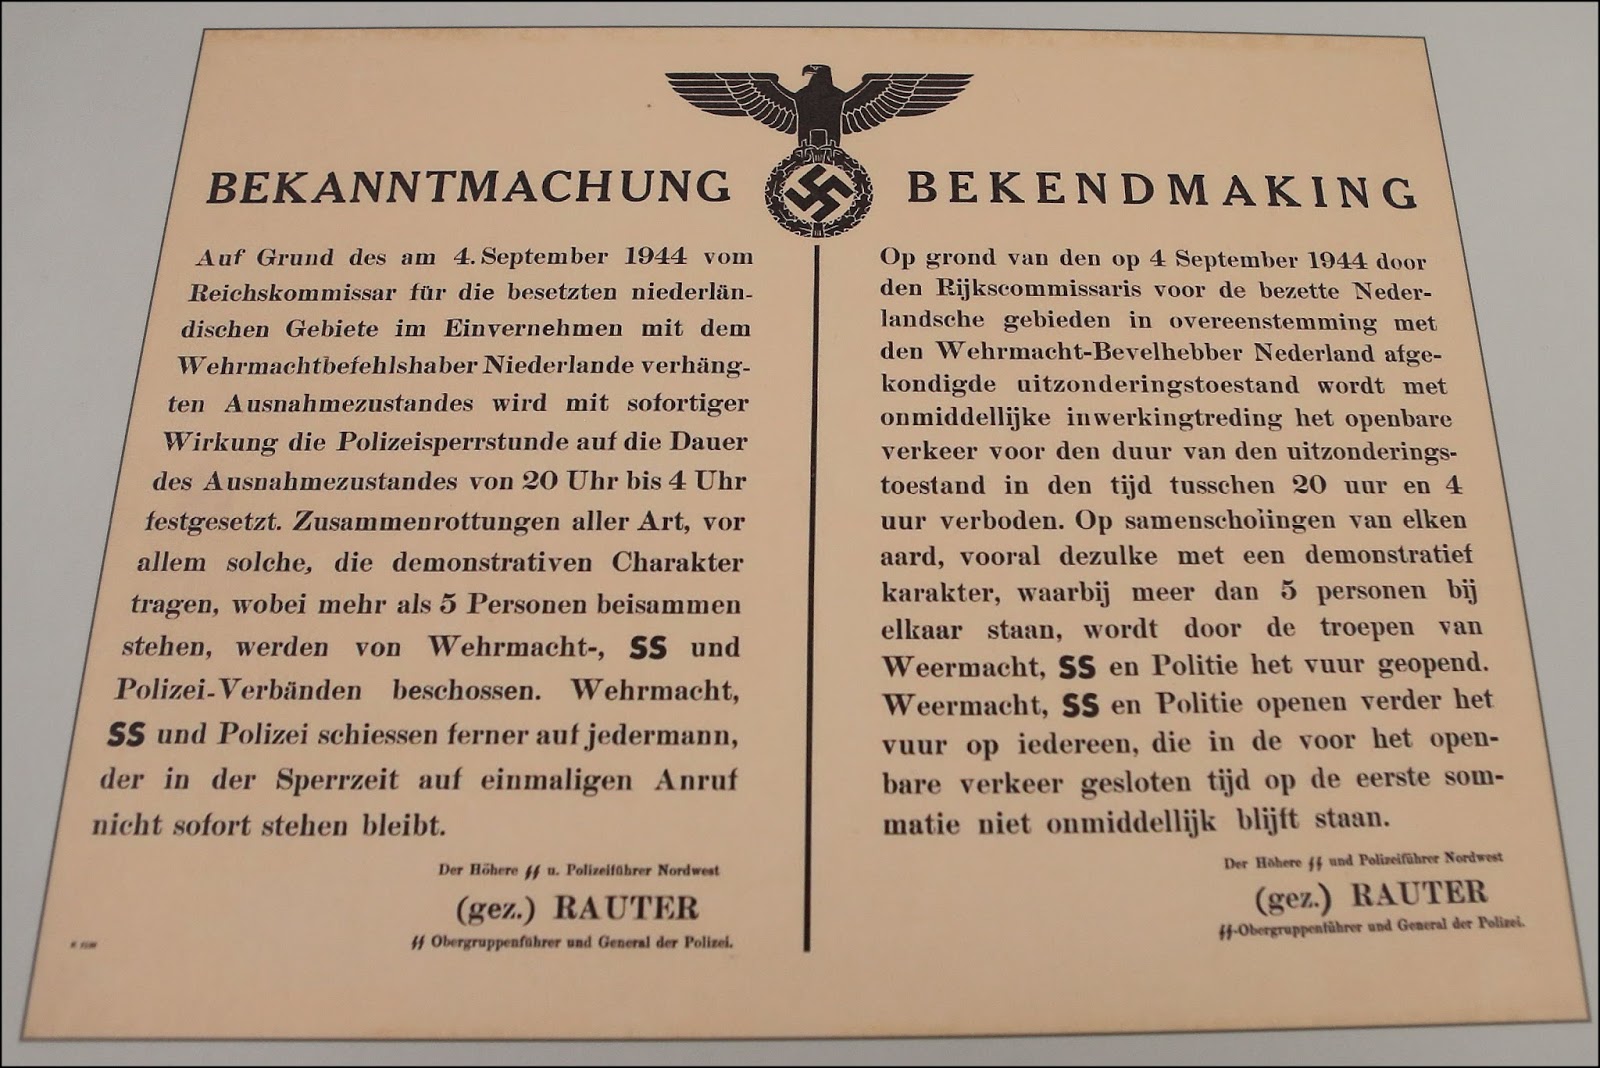 BEKANNTMACHUNG
Auf Grund des am 4. September 1944 vom
Reichskommissar für die besetzten niederlän-
dischen Gebiete im Einvernehmen mit dem
Wehrmachtbefehlshaber Niederlande verhäng-
ten Ausnahmezustandes wird mit sofortiger
Wirkung die Polizeisperrstunde auf die Dauer
des Ausnahmezustandes von 20 Uhr bis 4 Uhr
festgesetzt. Zusammenrottungen aller Art, vor
allem solche, die demonstrativen Charakter
tragen, wobei mehr als 5 Personen beisammen
stehen, werden von Wehrmacht-, SS und
Polizei-Verbänden beschossen. Wehrmacht,
SS und Polizei schiessen ferner auf jedermann,
der in der Sperrzeit auf einmaligen Anruf
nicht sofort stehen bleibt.
Der Höhere SS u. Polizeiführer Nordwest
(gez.) RAUTER
SS Obergruppenführer und General der Polizei.
BEKENDMAKING
Op grond van den op 4 September 1944 door
den Rijkscommissaris voor de bezette Neder-
landsche gebieden in overeenstemming met
den Wehrmacht-Bevelhebber Nederland afge-
kondigde uitzonderingstoestand wordt met
onmiddellijke inwerkingtreding het openbare
verkeer voor den duur van den uitzonderings-
toestand in den tijd tusschen 20 uur en 4
uur verboden. Op samenscholingen van elken
aard, vooral dezulke met een demonstratief
karakter, waarbij meer dan 5 personen bij
elkaar staan, wordt door de troepen van
Weermacht, SS en Politie het vuur geopend.
Weermacht, SS en Politie openen verder het
vuur op iedereen, die in de voor het open-
bare verkeer gesloten tijd op de eerste som-
matie niet onmiddellijk blijft staan.
Der Höhere SS und Polizeiführer Nordwest
(gez.) RAUTER
SS-Obergruppenführer und General der Polizei.